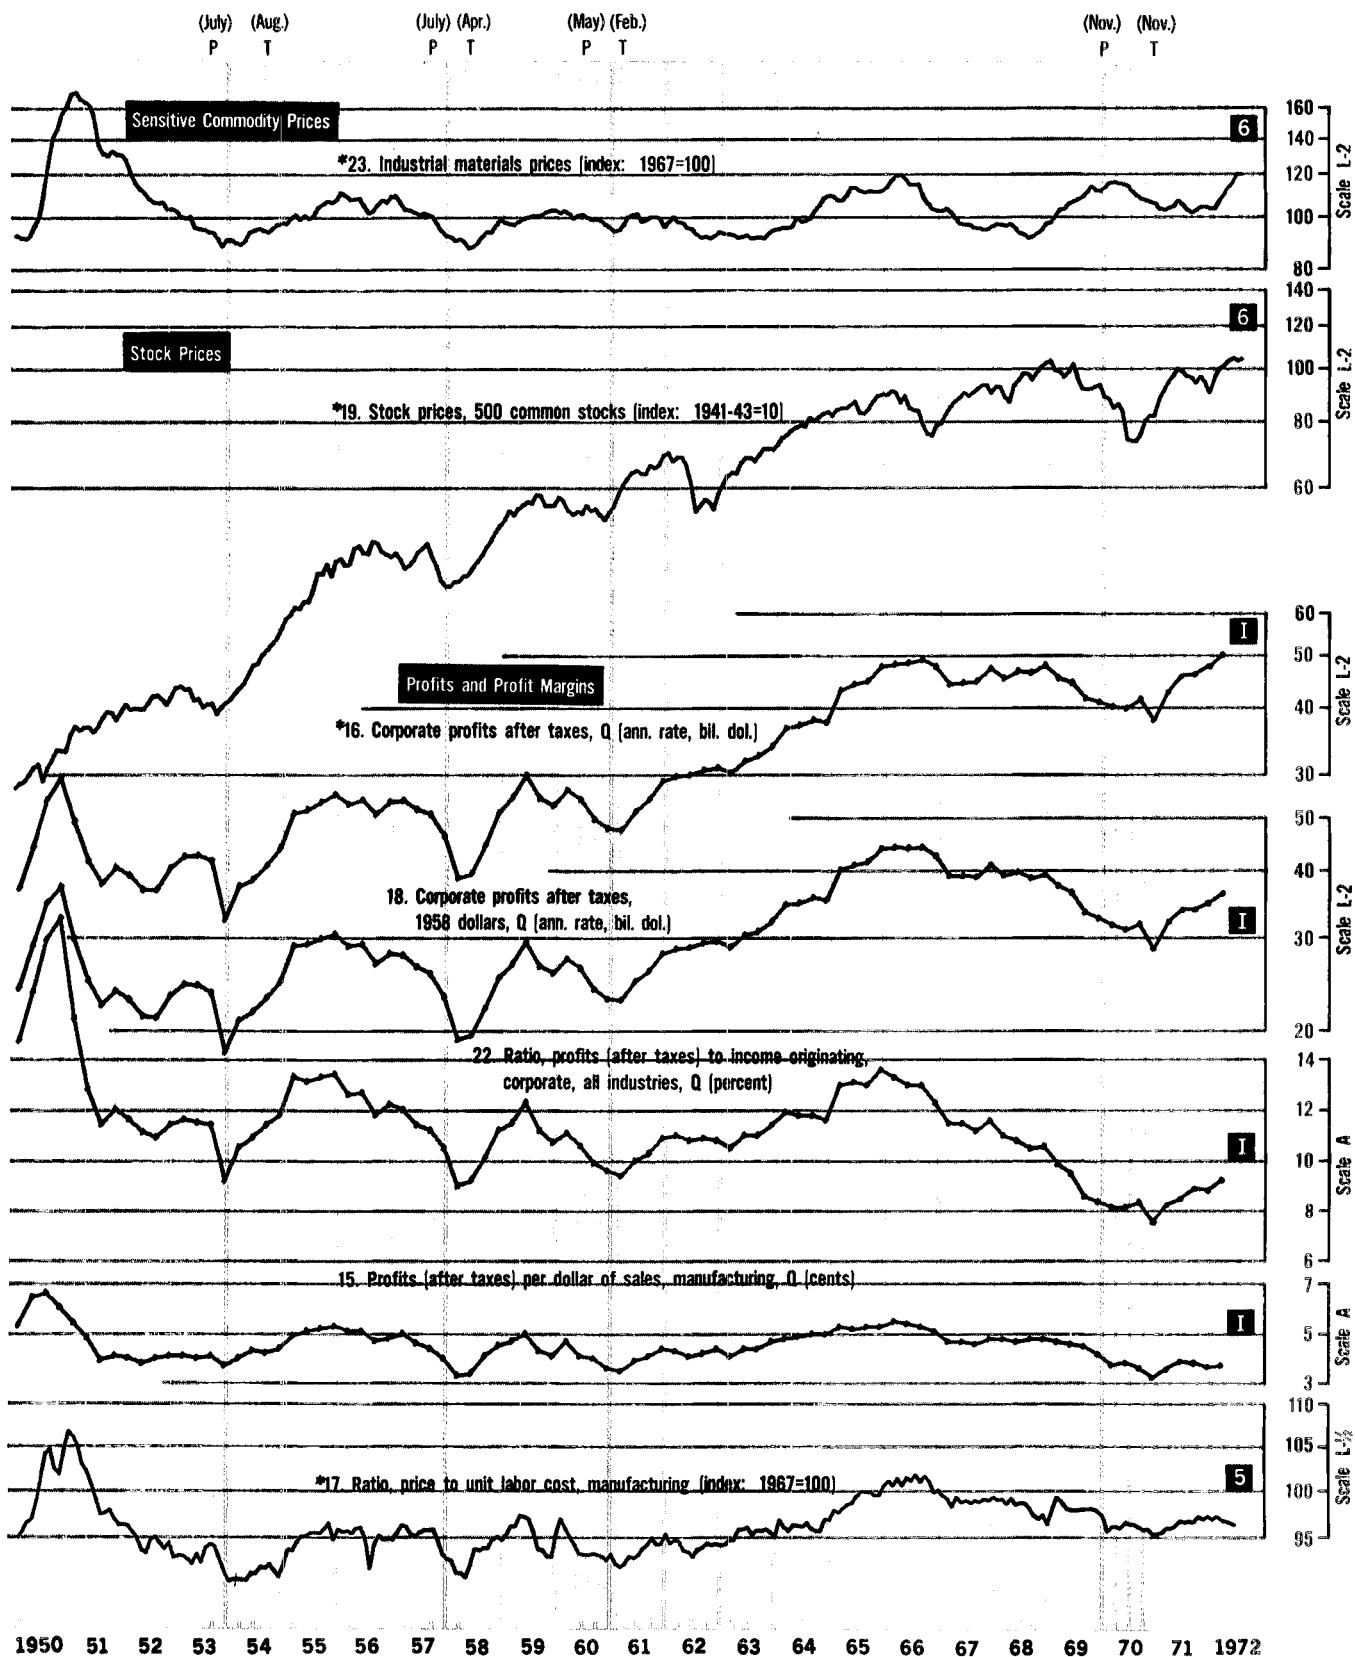 (July) (Aug.) (July) (Apr.) (May) (Feb.) (Nov.) (Nov.)
P T P T P T P T
Sensitive Commodity Prices
*23. Industrial materials prices (index: 1967=100)
6
160
140
120
100
80
Scale L-2
Stock Prices
*19. Stock prices, 500 common stocks (index: 1941-43=10)
6
140
120
100
80
60
Scale L-2
Profits and Profit Margins
*16. Corporate profits after taxes, Q (ann. rate, bil. dol.)
I
60
50
40
30
Scale L-2
18. Corporate profits after taxes,
1958 dollars, Q (ann. rate, bil. dol.)
I
50
40
30
20
Scale L-2
22. Ratio, profits (after taxes) to income originating,
corporate, all industries, Q (percent)
I
14
12
10
8
6
Scale A
15. Profits (after taxes) per dollar of sales, manufacturing, Q (cents)
I
7
5
3
Scale A
*17. Ratio, price to unit labor cost, manufacturing (index: 1967=100)
5
110
105
100
95
Scale L-½
1950 51 52 53 54 55 56 57 58 59 60 61 62 63 64 65 66 67 68 69 70 71 1972